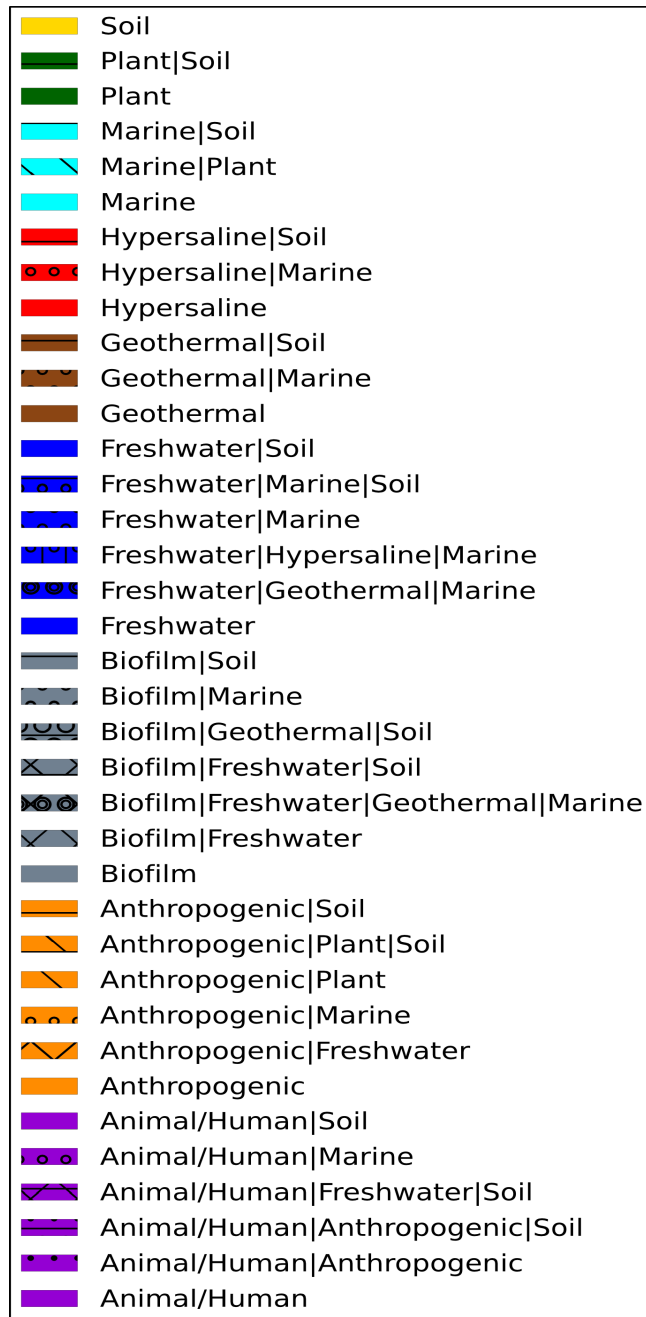 Soil
Plant|Soil
Plant
Marine|Soil
Marine|Plant
Marine
Hypersaline|Soil
Hypersaline|Marine
Hypersaline
Geothermal|Soil
Geothermal|Marine
Geothermal
Freshwater|Soil
Freshwater|Marine|Soil
Freshwater|Marine
Freshwater|Hypersaline|Marine
Freshwater|Geothermal|Marine
Freshwater
Biofilm|Soil
Biofilm|Marine
Biofilm|Geothermal|Soil
Biofilm|Freshwater|Soil
Biofilm|Freshwater|Geothermal|Marine
Biofilm|Freshwater
Biofilm
Anthropogenic|Soil
Anthropogenic|Plant|Soil
Anthropogenic|Plant
Anthropogenic|Marine
Anthropogenic|Freshwater
Anthropogenic
Animal/Human|Soil
Animal/Human|Marine
Animal/Human|Freshwater|Soil
Animal/Human|Anthropogenic|Soil
Animal/Human|Anthropogenic
Animal/Human